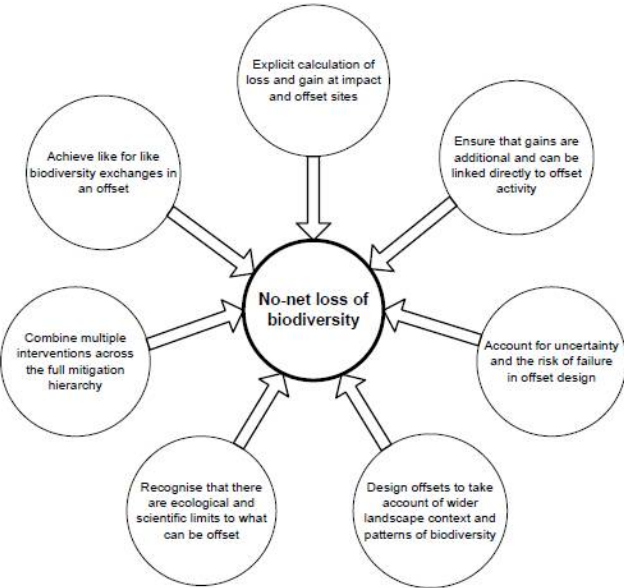 Explicit calculation of
loss and gain at impact
and offset sites
Ensure that gains are
additional and can be
linked directly to offset
activity
Account for uncertainty
and the risk of failure
in offset design
Design offsets to take
account of wider
landscape context and
patterns of biodiversity
Recognise that there
are ecological and
scientific limits to what
can be offset
Combine multiple
interventions across
the full mitigation
hierarchy
Achieve like for like
biodiversity exchanges in
an offset
No-net loss of
biodiversity